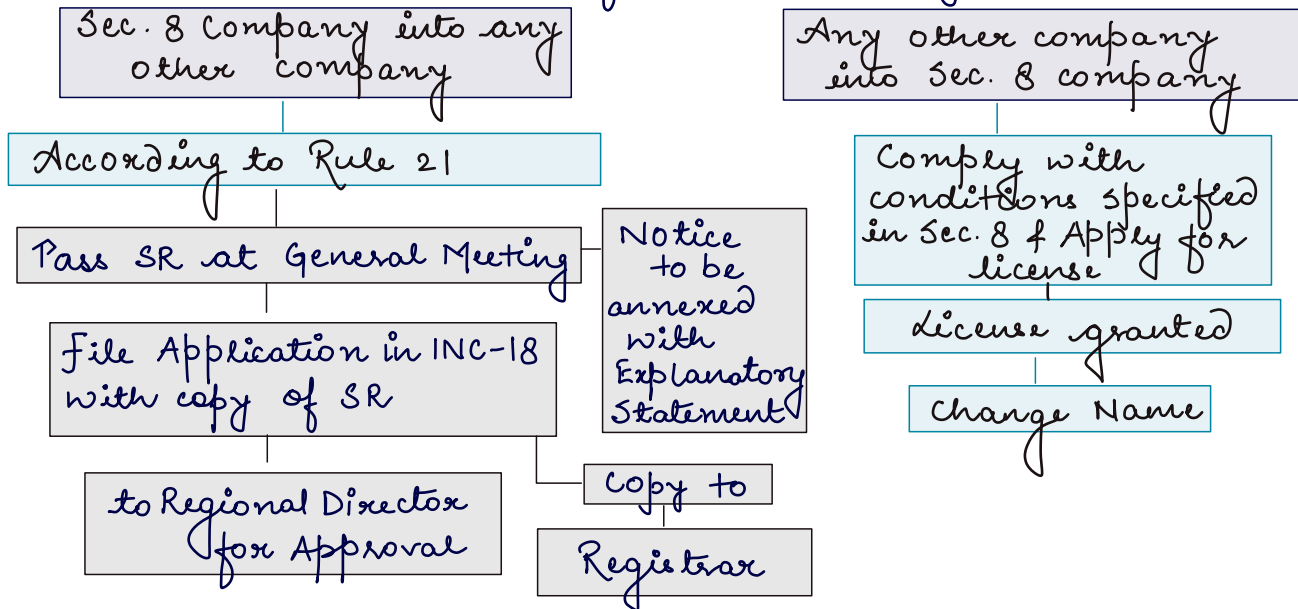 Sec. 8 Company into any
other company
According to Rule 21
Pass SR at General Meeting
Notice
to be
annexed
with
Explanatory
Statement
File Application in INC-18
with copy of SR
to Regional Director
for Approval
Copy to
Registrar
Any other company
into Sec. 8 company
Comply with
conditions specified
in Sec. 8 & Apply for
license
License granted
Change Name